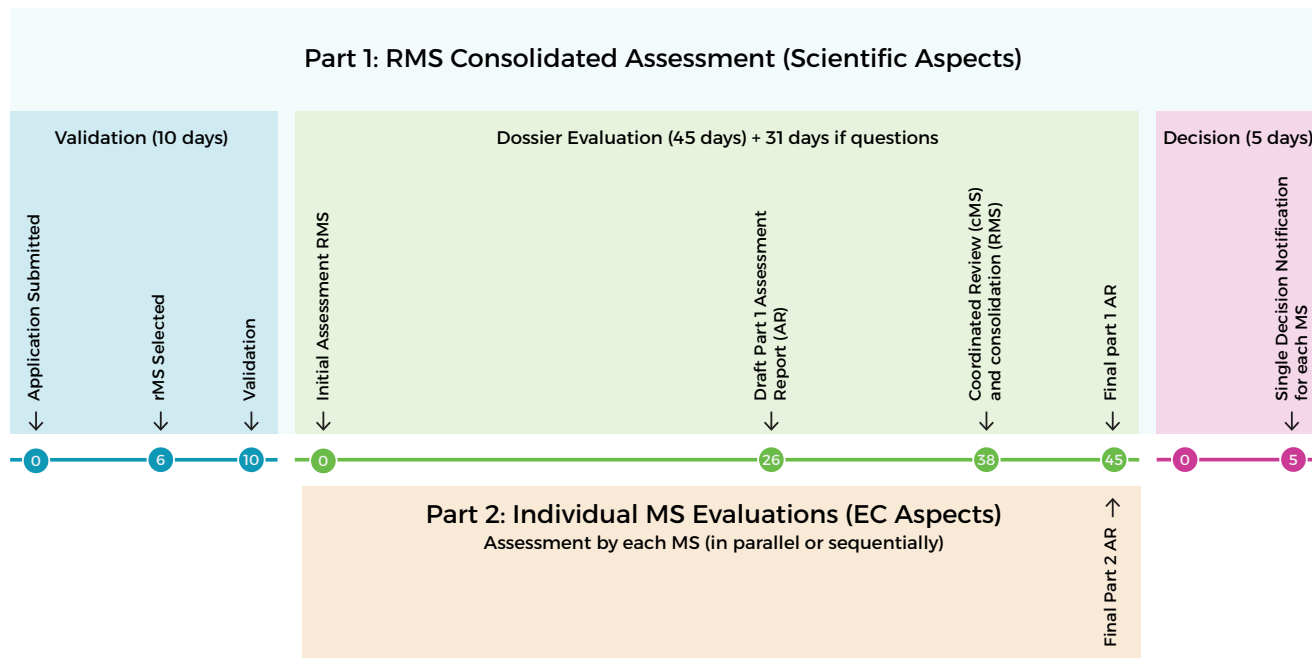 Part 1: RMS Consolidated Assessment (Scientific Aspects)
Validation (10 days)
Application Submitted
rMS Selected
Validation
0
6
10
Dossier Evaluation (45 days) + 31 days if questions
Initial Assessment RMS
Draft Part 1 Assessment
Report (AR)
Coordinated Review (cMS)
and consolidation (RMS)
Final part 1 AR
0
26
38
45
Decision (5 days)
Single Decision Notification
for each MS
0
5
Part 2: Individual MS Evaluations (EC Aspects)
Assessment by each MS (in parallel or sequentially)
Final Part 2 AR